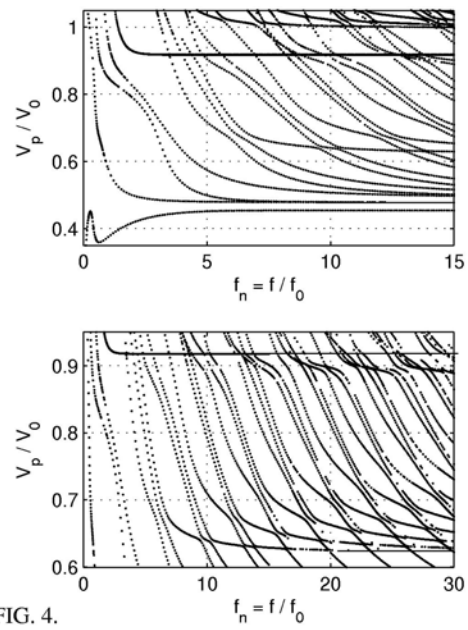 1
0.8
0.6
0.4
V_p / V_0
0 5 10 15
f_n = f / f_0
0.9
0.8
0.7
0.6
V_p / V_0
0 10 20 30
f_n = f / f_0
FIG. 4.